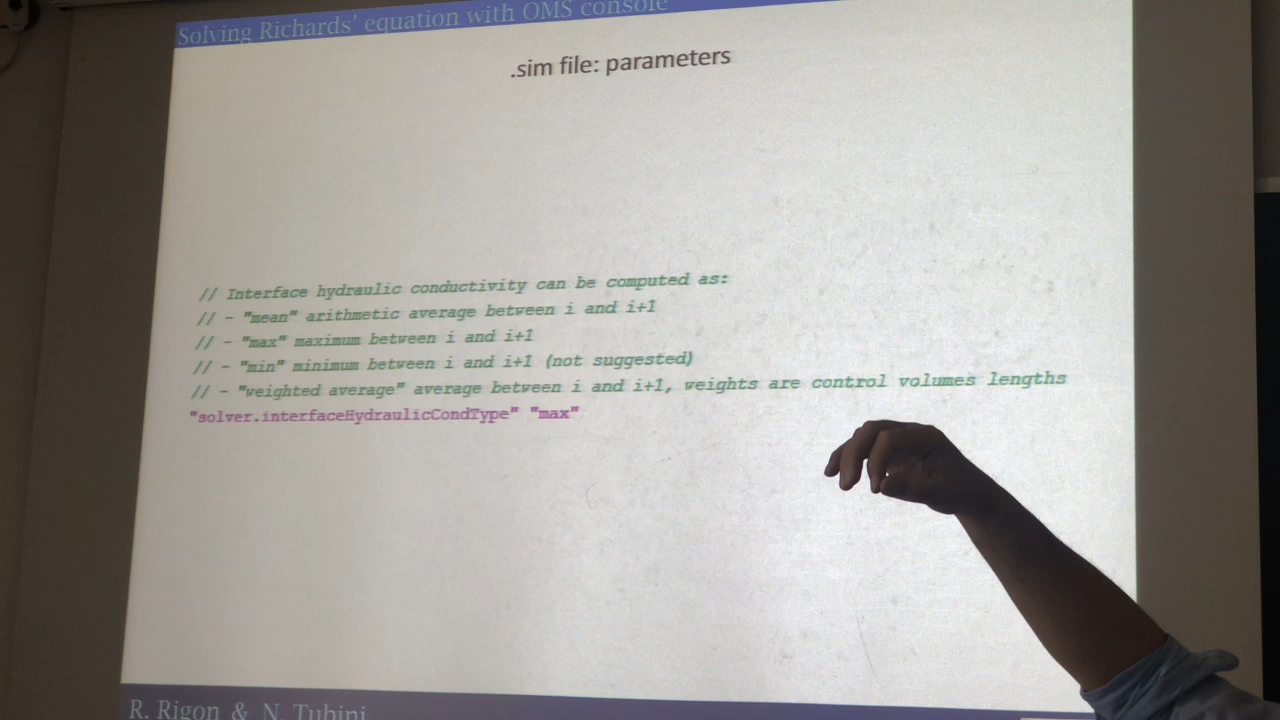 Solving Richards' equation with OMS console
.sim file: parameters
// Interface hydraulic conductivity can be computed as:
// - "mean" arithmetic average between i and i+1
// - "max" maximum between i and i+1
// - "min" minimum between i and i+1 (not suggested)
// - "weighted average" average between i and i+1, weights are control volumes lengths
"solver.interfaceHydraulicCondType" "max"
R. Rigon & N. Tubini